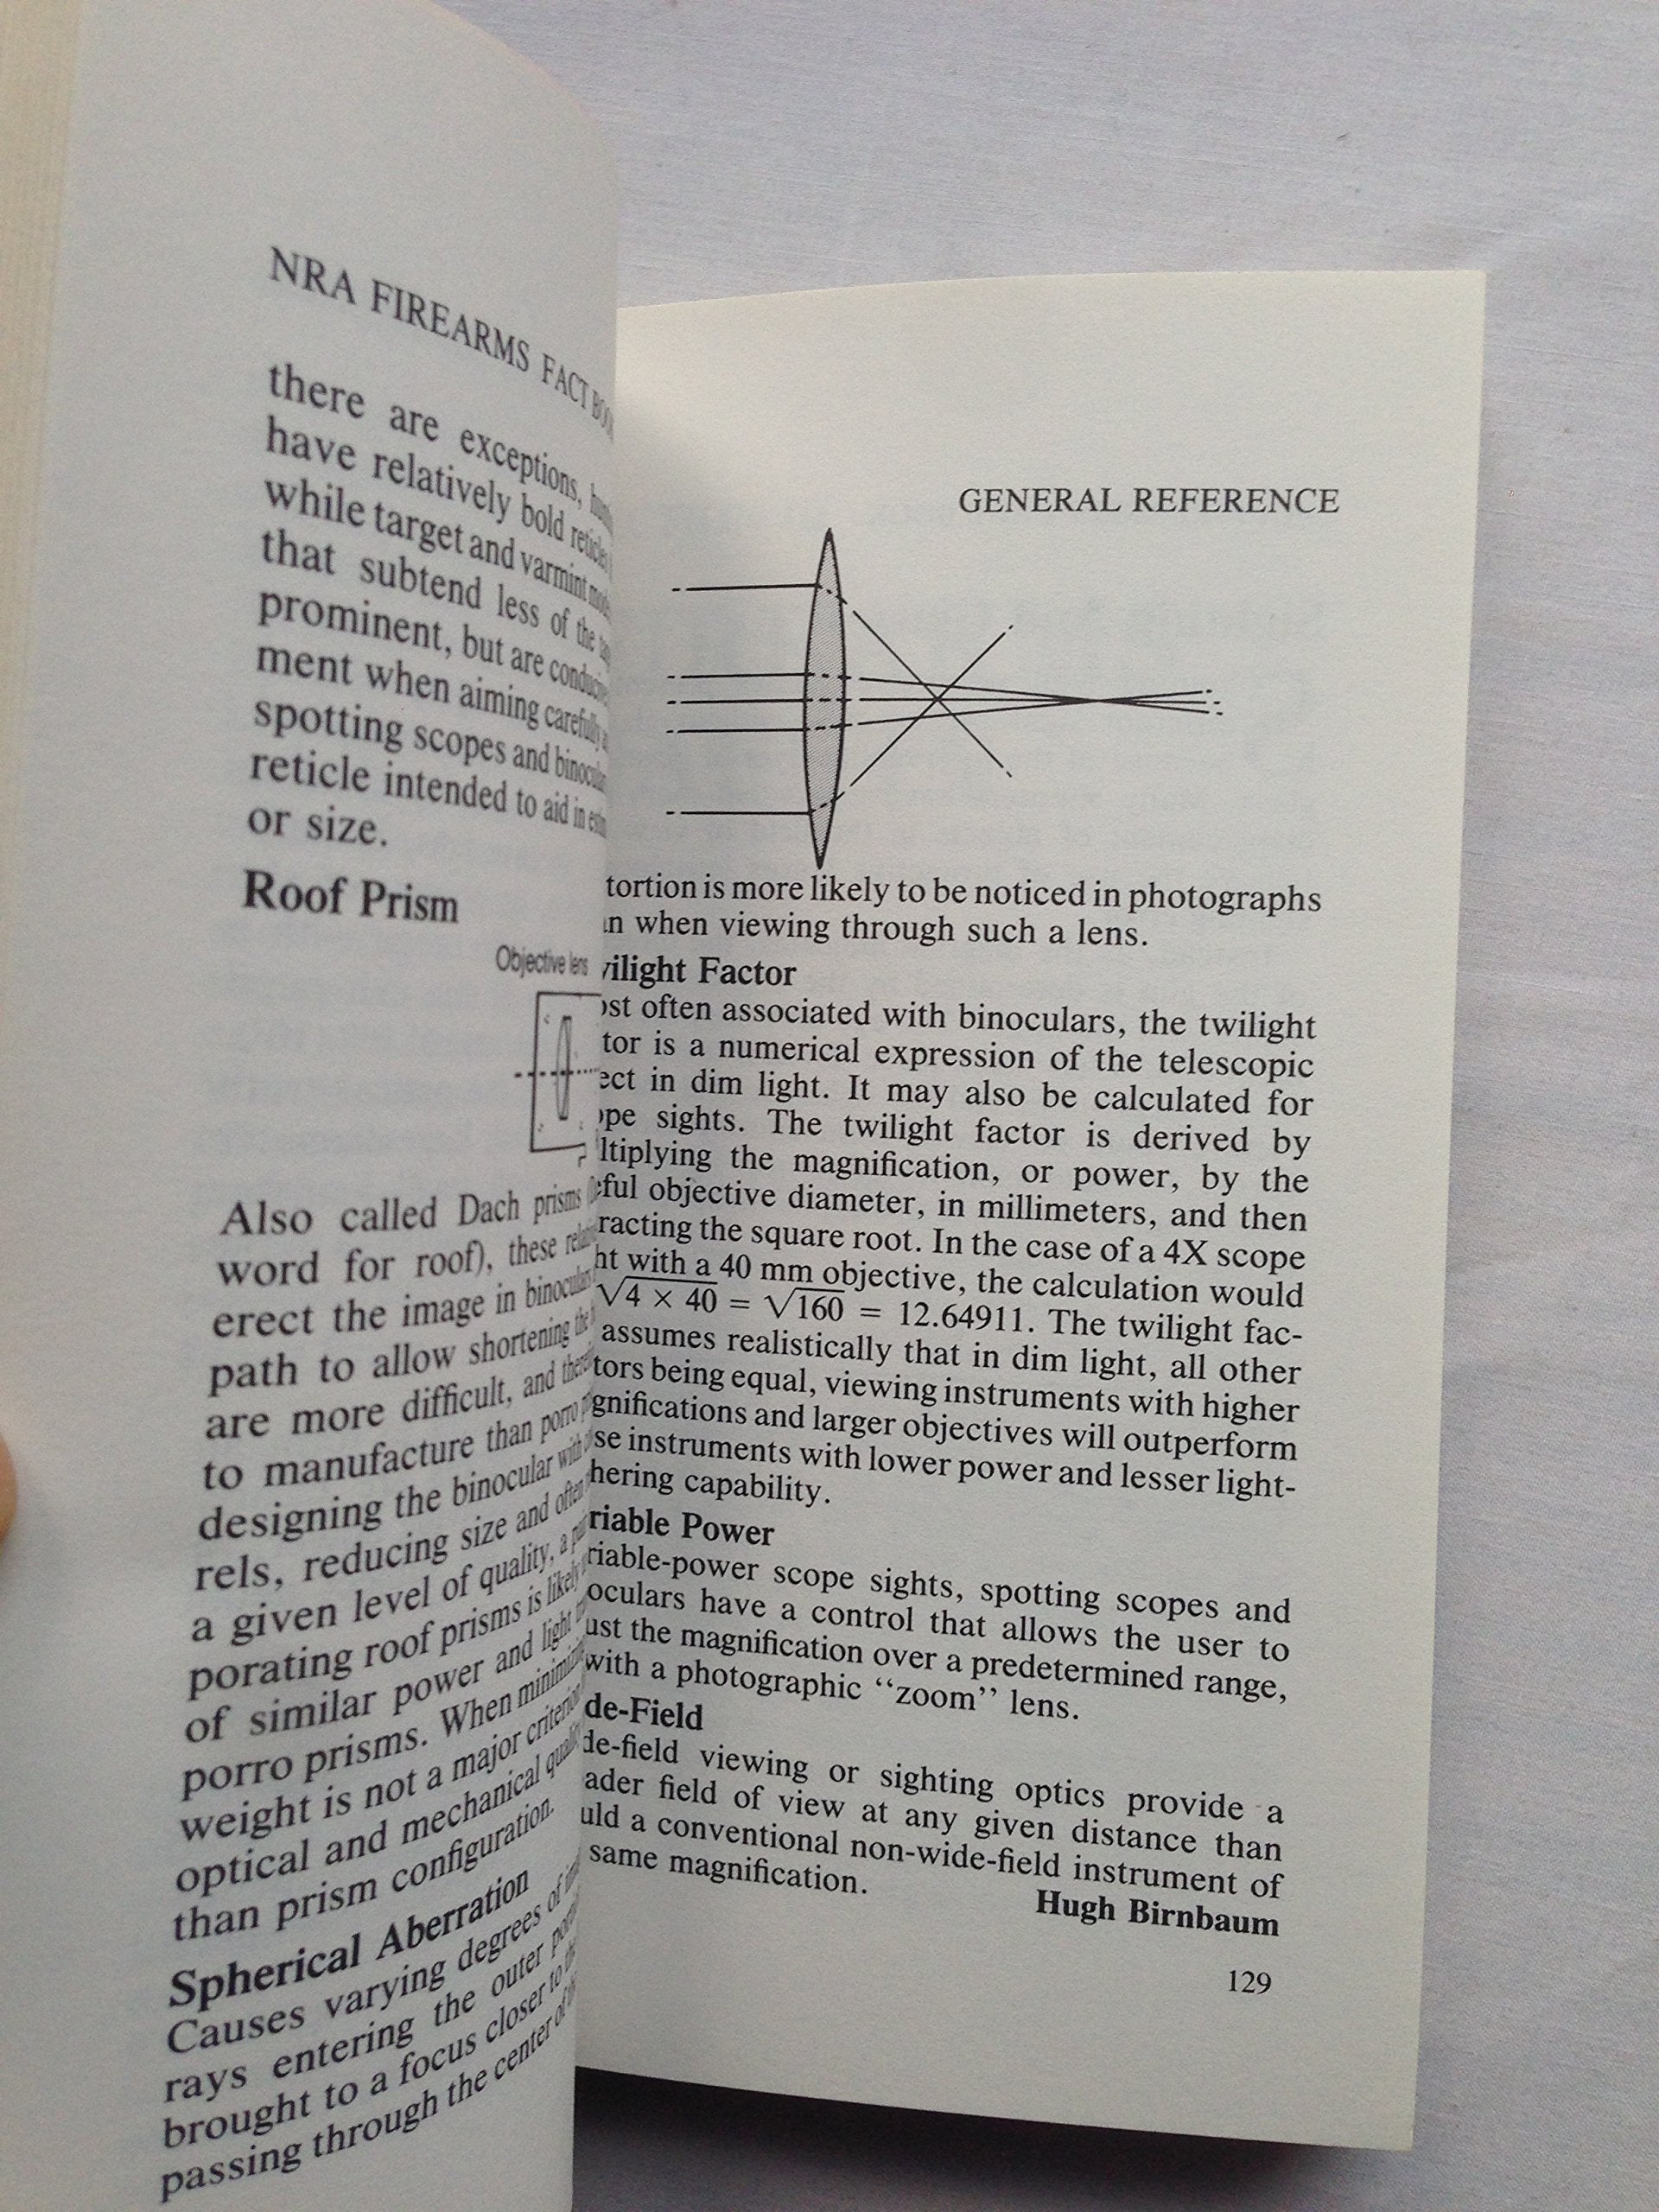 NRA FIREARMS FACT
there are exceptions,
have relatively bold
while target and varmint
that subtend less of the
prominent, but are
ment when aiming
spotting scopes and
reticle intended to aid in
or size.
Roof Prism
Objective lens
Also called Dach prisms
word for roof), these
erect the image in
path to allow shortening
are more difficult, and
to manufacture than porro
designing the binocular
rels, reducing size and often
a given level of quality, a
porating roof prisms is likely
of similar power and light
porro prisms. When
weight is not a major
optical and mechanical
than prism configuration.
Spherical Aberration
Causes varying degrees of
rays entering the outer
brought to a focus closer to
passing through the center of
GENERAL REFERENCE
tortion is more likely to be noticed in photographs
when viewing through such a lens.
ilight Factor
st often associated with binoculars, the twilight
tor is a numerical expression of the telescopic
ect in dim light. It may also be calculated for
pe sights. The twilight factor is derived by
ltiplying the magnification, or power, by the
ful objective diameter, in millimeters, and then
racting the square root. In the case of a 4X scope
ht with a 40 mm objective, the calculation would
√4 × 40 = √160 = 12.64911. The twilight fac-
assumes realistically that in dim light, all other
tors being equal, viewing instruments with higher
gnifications and larger objectives will outperform
se instruments with lower power and lesser light-
hering capability.
riable Power
riable-power scope sights, spotting scopes and
oculars have a control that allows the user to
ust the magnification over a predetermined range,
with a photographic “zoom” lens.
de-Field
de-field viewing or sighting optics provide a
ader field of view at any given distance than
uld a conventional non-wide-field instrument of
same magnification.
Hugh Birnbaum
129